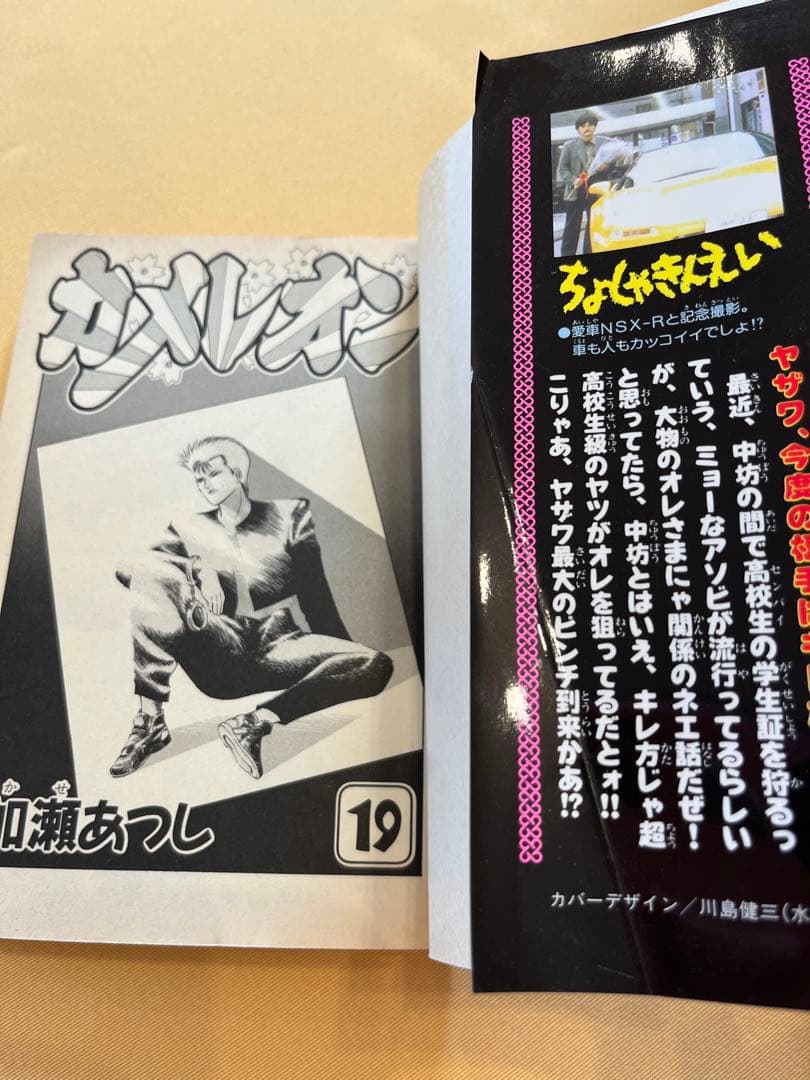 カメレオン
かせ
加瀬あつし
19
ちょしゃきんえい
●愛車NSX-Rと記念撮影。
車も人もカッコイイでしょ!?
ヤザワ、今度の相手は
最近、中坊の間で高校生の学生証を狩るっ
ていう、ミョーなアソビが流行ってるらしい
が、大物のオレさまにゃ関係のネエ話だぜ!
と思ってたら、中坊とはいえ、キレ方じゃ超
高校生級のヤツがオレを狙ってるだとォ!!
こりゃあ、ヤザワ最大のピンチ到来かあ!?
カバーデザイン/川島健三(水